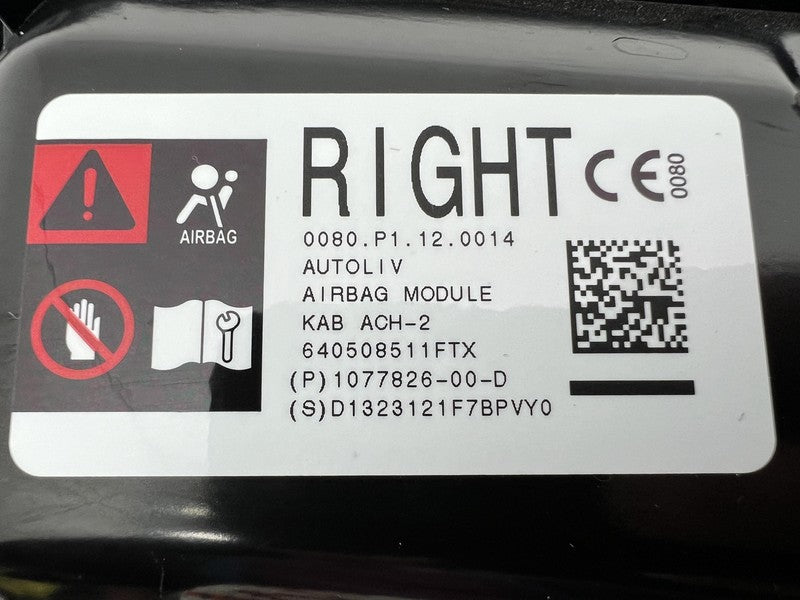 RIGHT CE 0080
AIRBAG
0080.P1.12.0014
AUTOLIV
AIRBAG MODULE
KAB ACH-2
640508511FTX
(P)1077826-00-D
(S)D1323121F7BPVY0